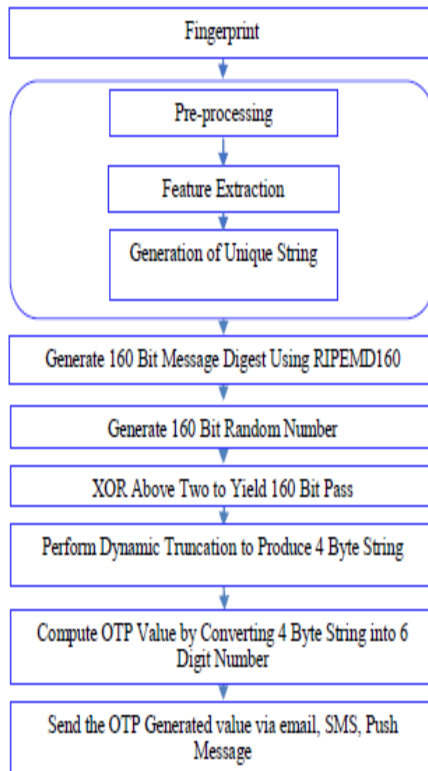 Fingerprint
Pre-processing
Feature Extraction
Generation of Unique String
Generate 160 Bit Message Digest Using RIPEMD160
Generate 160 Bit Random Number
XOR Above Two to Yield 160 Bit Pass
Perform Dynamic Truncation to Produce 4 Byte String
Compute OTP Value by Converting 4 Byte String into 6
Digit Number
Send the OTP Generated value via email, SMS, Push
Message